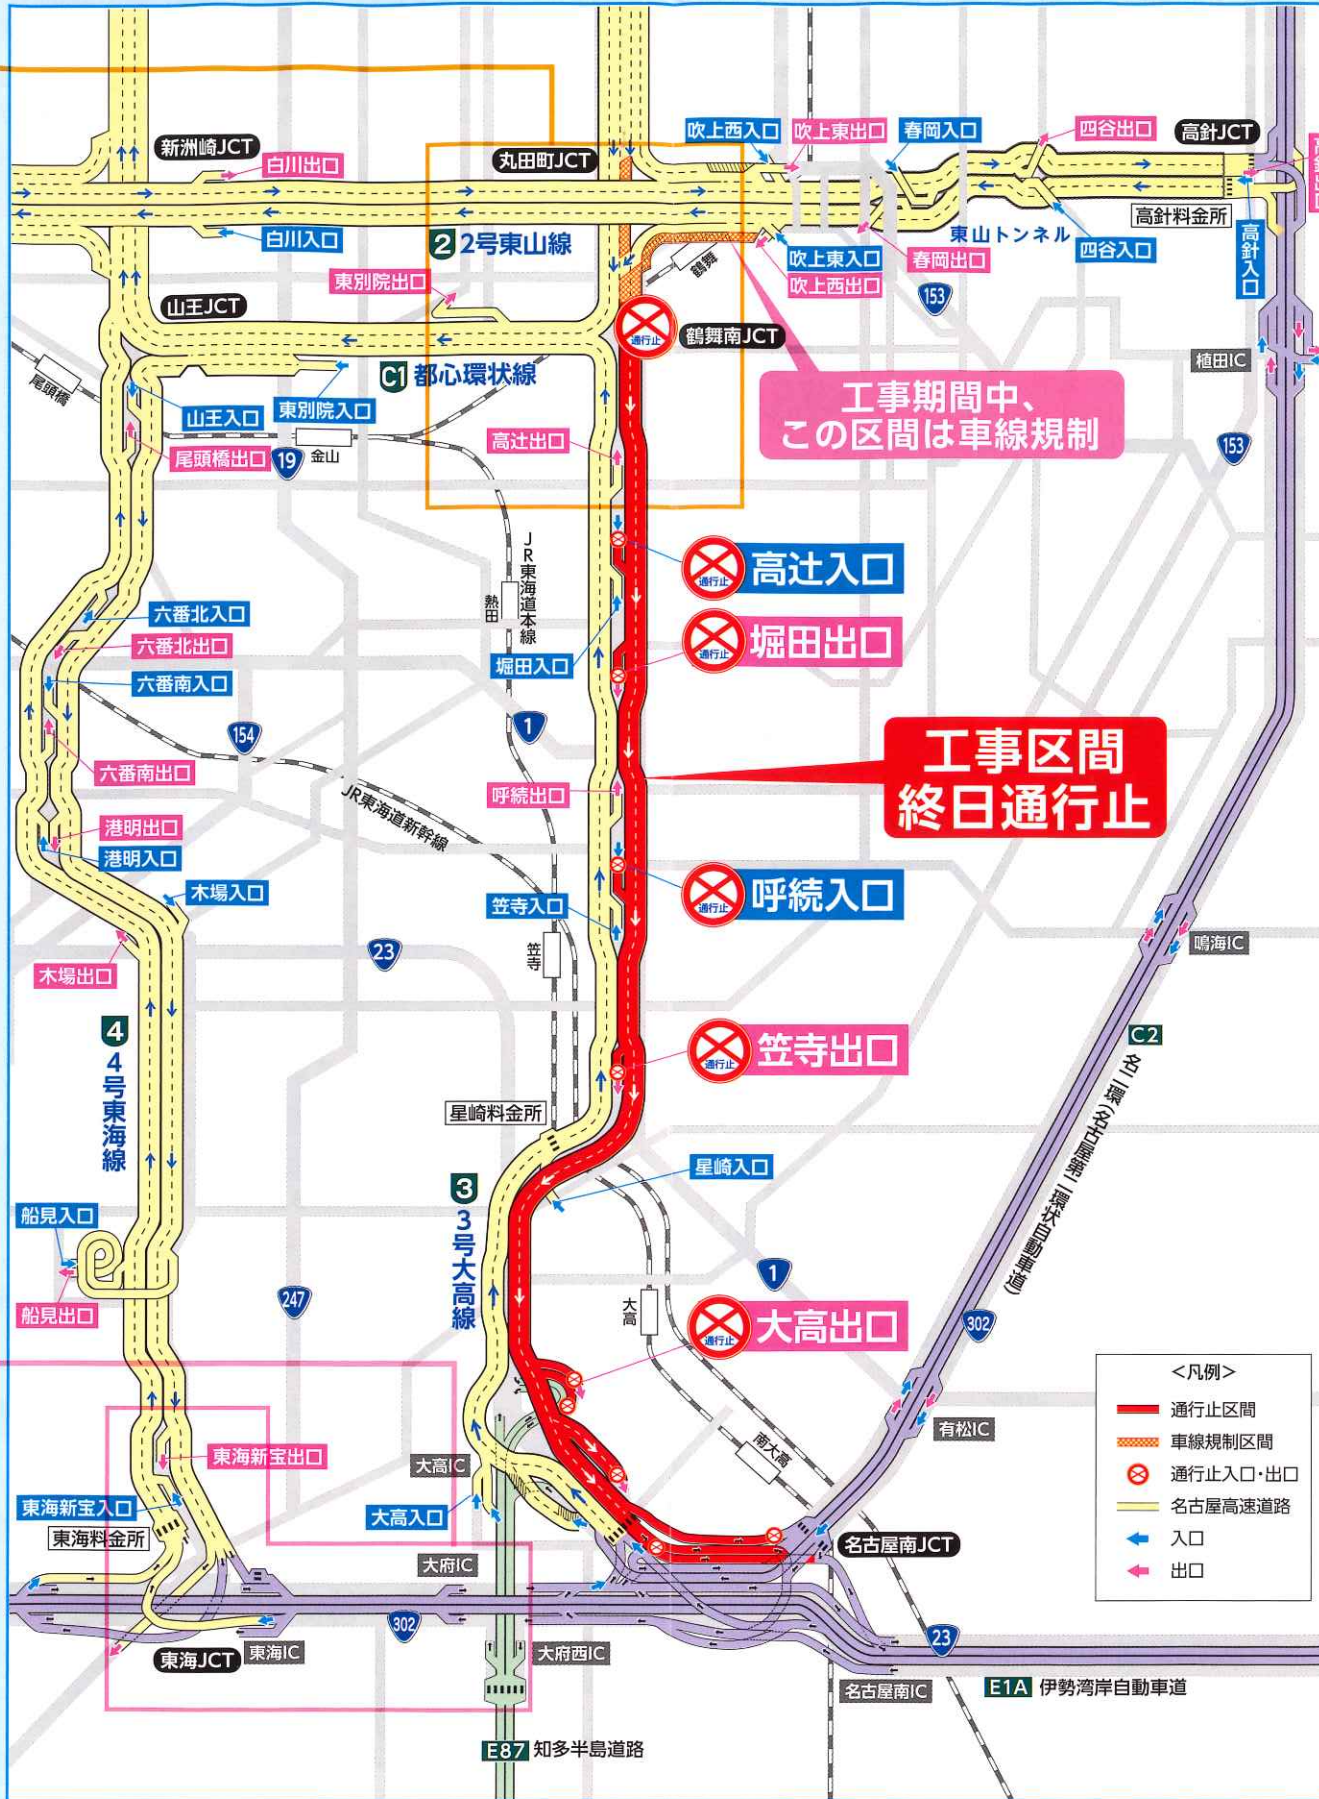 新洲崎JCT
白川出口
白川入口
丸田町JCT
吹上西入口
吹上東出口
春岡入口
四谷出口
高針JCT
高針料金所
高針入口
2 2号東山線
東山トンネル
四谷入口
春岡出口
吹上東入口
吹上西出口
鶴舞
153
東別院出口
山王JCT
通行止
鶴舞南JCT
植田IC
C1 都心環状線
尾頭橋
山王入口
東別院入口
尾頭橋出口
19
金山
工事期間中、
この区間は車線規制
高辻出口
153
JR東海道本線
熱田
通行止
高辻入口
通行止
堀田出口
六番北入口
六番北出口
六番南入口
堀田入口
154
1
六番南出口
JR東海道新幹線
呼続出口
工事区間
終日通行止
港明出口
港明入口
木場入口
笠寺入口
通行止
呼続入口
笠寺
23
鳴海IC
木場出口
4
4号東海線
通行止
笠寺出口
C2
名二環(名古屋第二環状自動車道)
星崎料金所
星崎入口
3
3号大高線
船見入口
船見出口
247
1
大高
通行止
大高出口
302
<凡例>
通行止区間
車線規制区間
通行止入口・出口
名古屋高速道路
入口
出口
有松IC
南大高
東海新宝出口
大高IC
東海新宝入口
大高入口
東海料金所
名古屋南JCT
大府IC
302
東海JCT
東海IC
大府西IC
23
名古屋南IC
E1A 伊勢湾岸自動車道
E87 知多半島道路